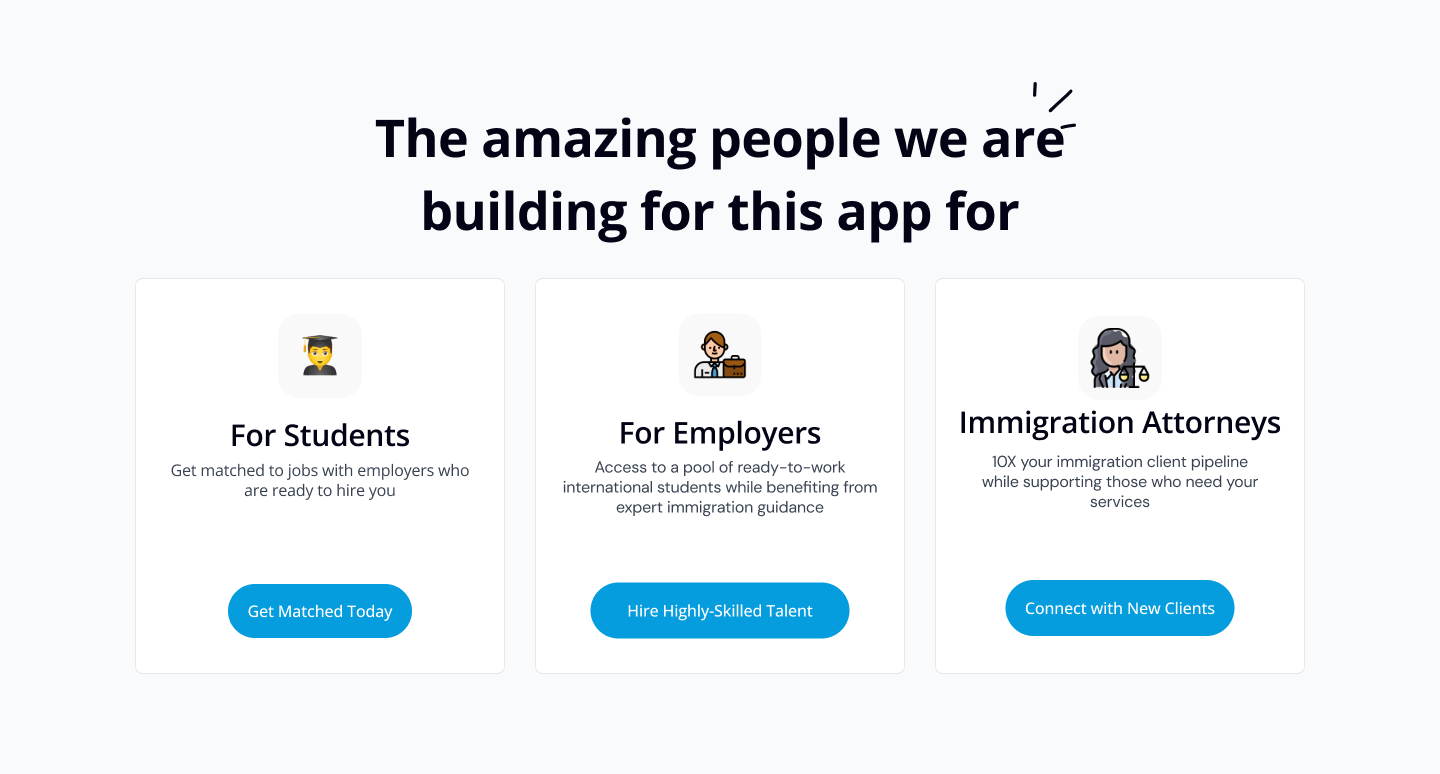 The amazing people we are
building for this app for
For Students
Get matched to jobs with employers who
are ready to hire you
Get Matched Today
For Employers
Access to a pool of ready-to-work
international students while benefiting from
expert immigration guidance
Hire Highly-Skilled Talent
Immigration Attorneys
10X your immigration client pipeline
while supporting those who need your
services
Connect with New Clients